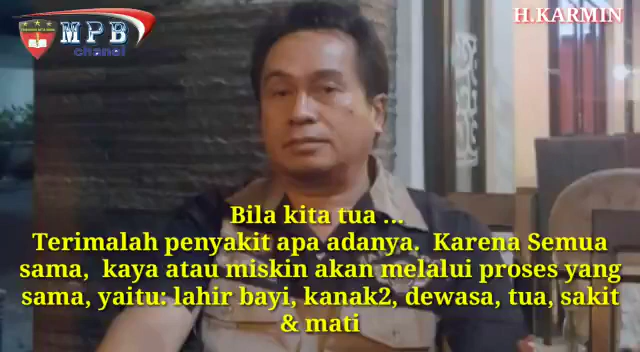 H.KARMIN
MPB
chanal
Bila kita tua ...
Terimalah penyakit apa adanya. Karena Semua
sama, kaya atau miskin akan melalui proses yang
sama, yaitu: lahir bayi, kanak2, dewasa, tua, sakit
& mati